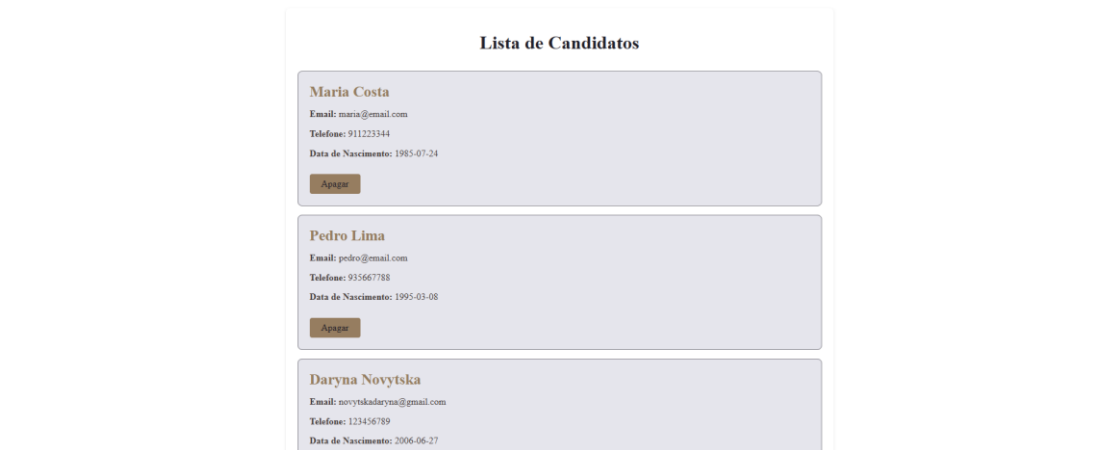 Lista de Candidatos
Maria Costa
Email: maria@email.com
Telefone: 911223344
Data de Nascimento: 1985-07-24
Apagar
Pedro Lima
Email: pedro@email.com
Telefone: 935667788
Data de Nascimento: 1995-03-08
Apagar
Daryna Novytska
Email: novytskadaryna@gmail.com
Telefone: 123456789
Data de Nascimento: 2006-06-27